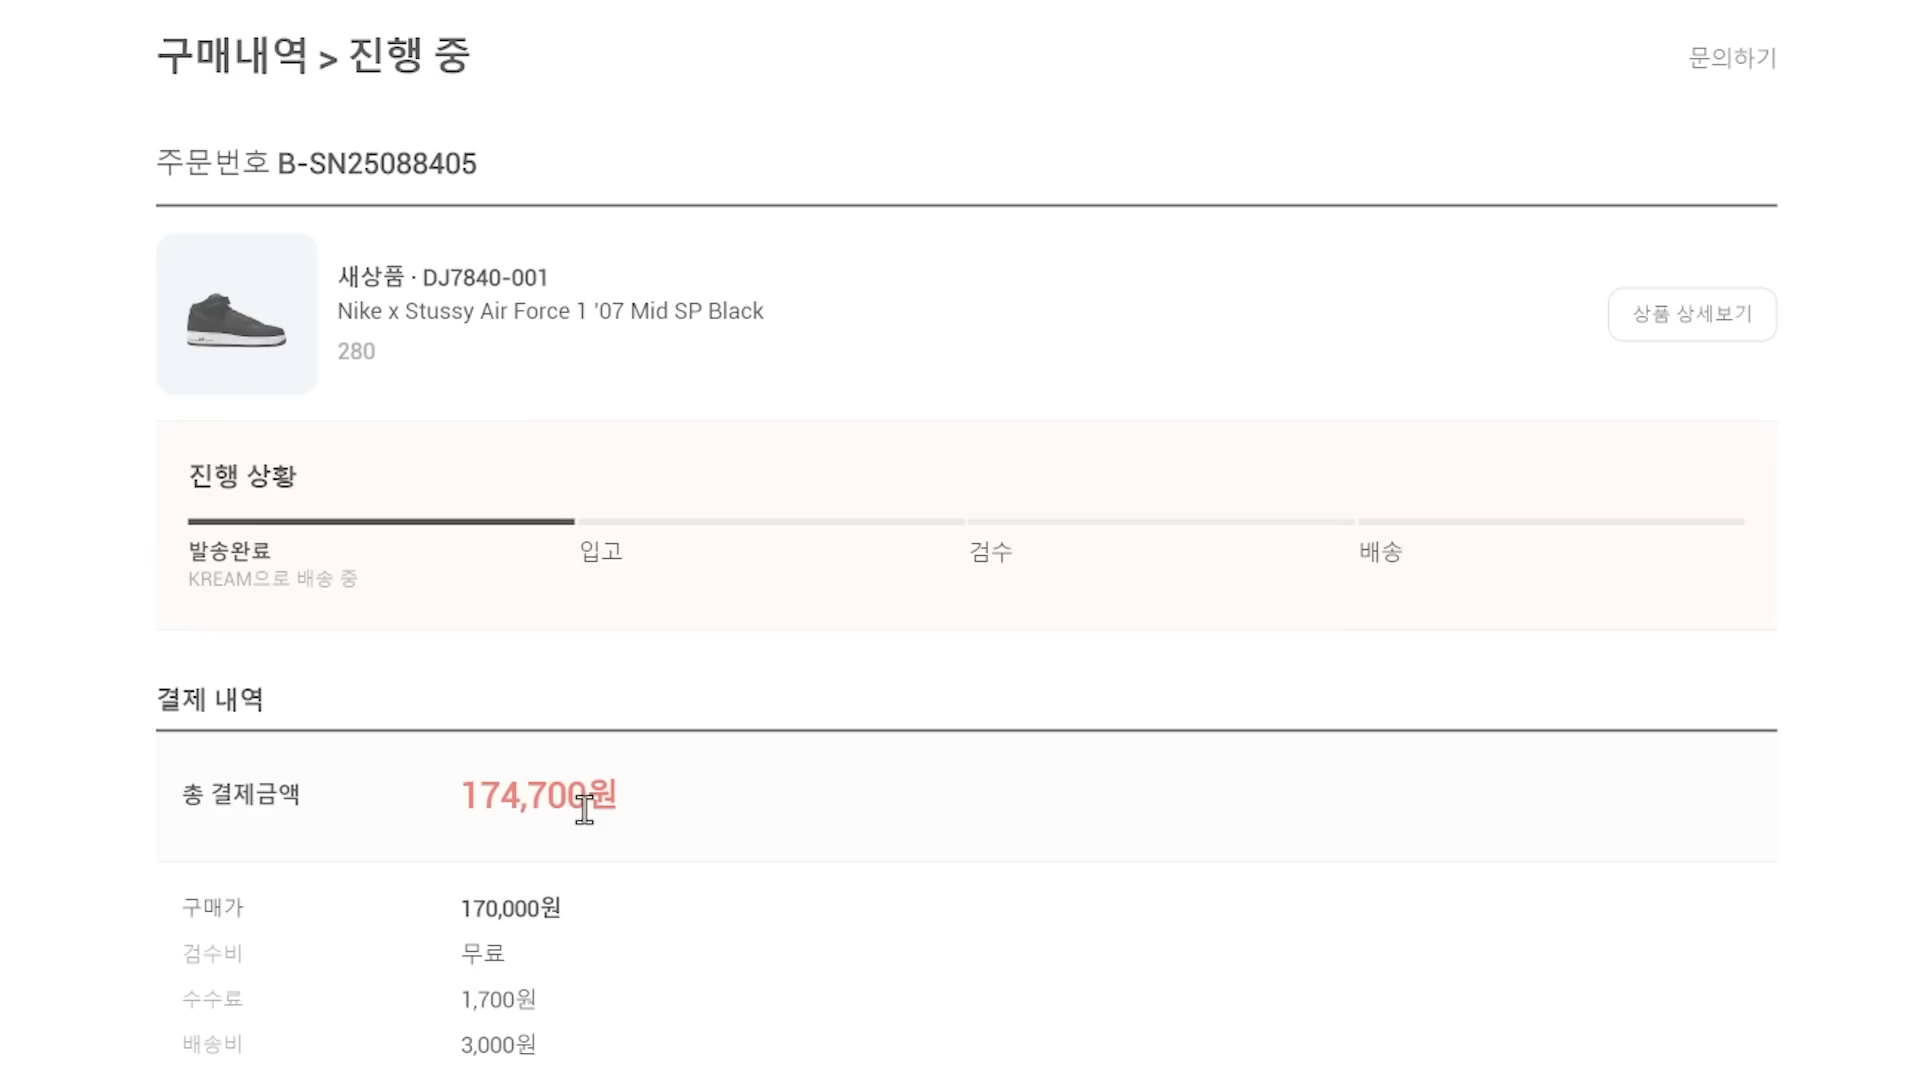 구매내역 > 진행 중
문의하기
주문번호 B-SN25088405
새상품 · DJ7840-001
Nike x Stussy Air Force 1 '07 Mid SP Black
280
상품 상세보기
진행 상황
발송완료 입고 검수 배송
KREAM으로 배송 중
결제 내역
총 결제금액 174,700원
구매가 170,000원
검수비 무료
수수료 1,700원
배송비 3,000원